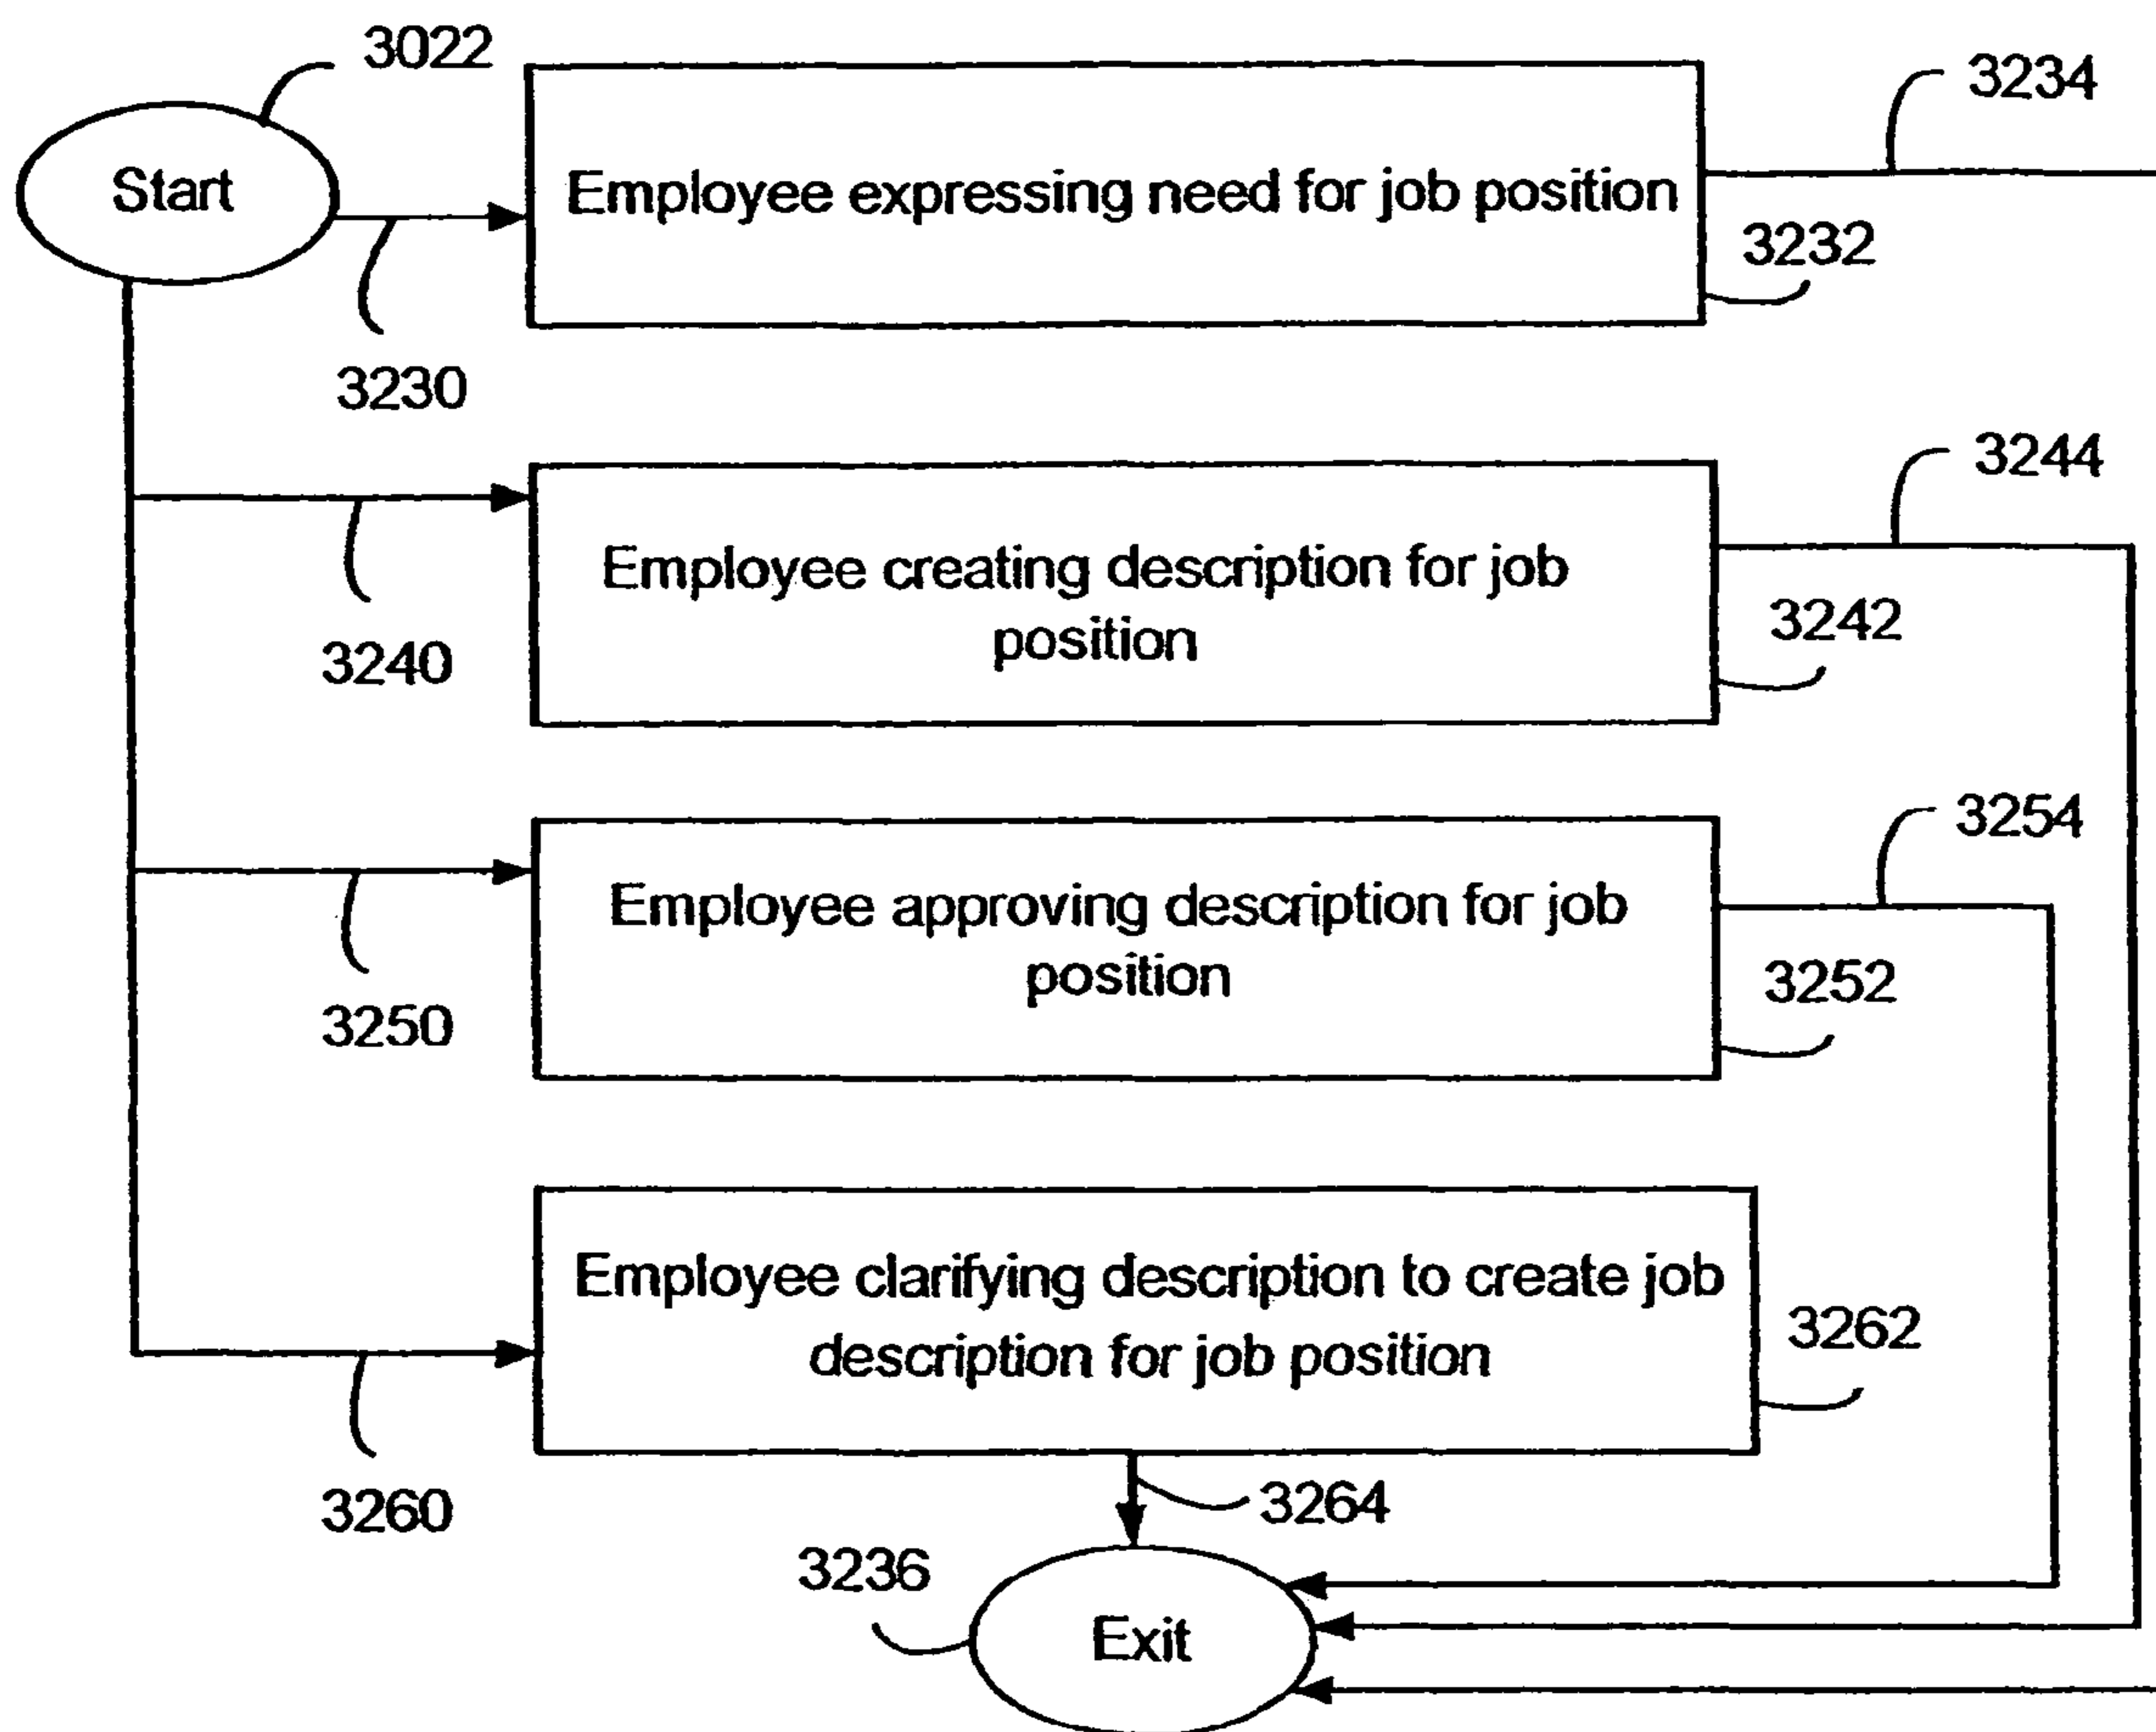 3022
Start
Employee expressing need for job position
3234
3232
3230
3244
Employee creating description for job
position
3242
3240
3254
Employee approving description for job
position
3252
3250
Employee clarifying description to create job
description for job position
3262
3260
3264
3236
Exit